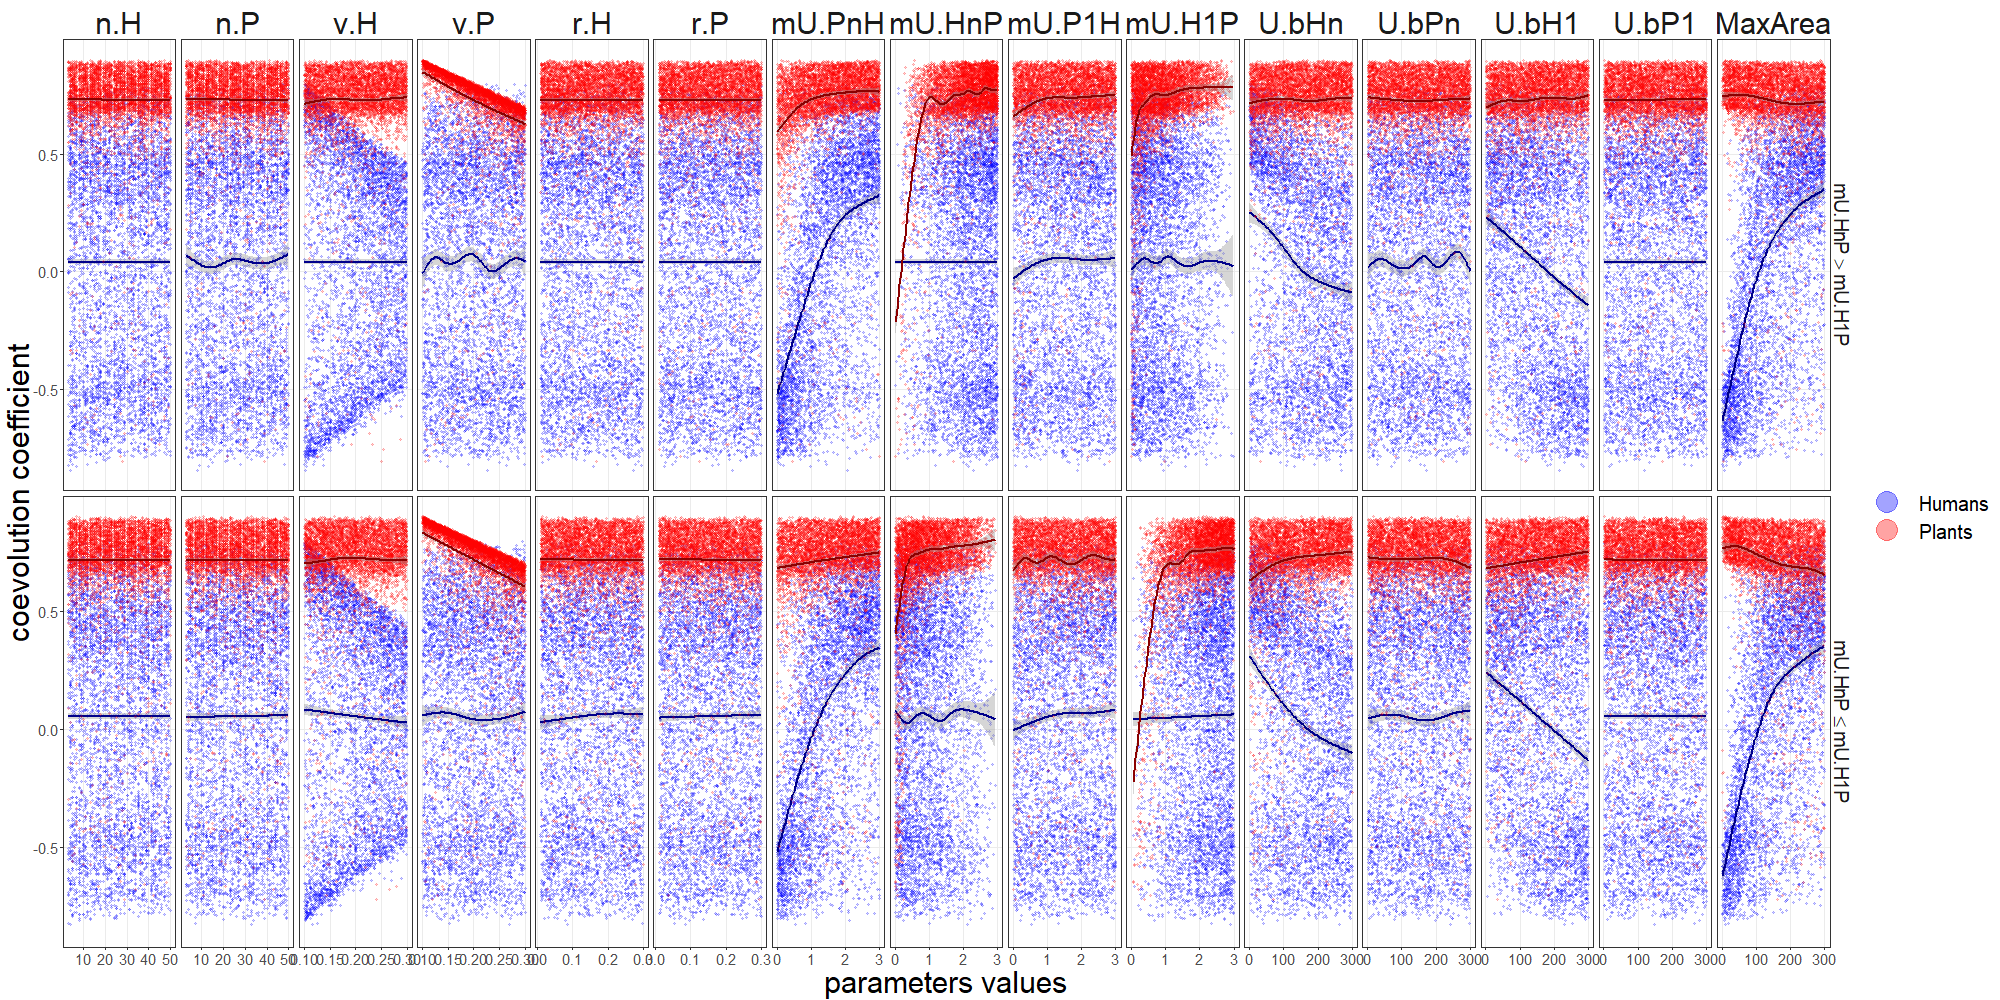 n.H n.P v.H v.P r.H r.P mU.PnH mU.HnP mU.P1H mU.H1P U.bHn U.bPn U.bH1 U.bP1 MaxArea
coevolution coefficient
0.5
0.0
-0.5
mU.HnP > mU.H1P
0.5
0.0
-0.5
mU.HnP ≤ mU.H1P
Humans
Plants
10 20 30 40 50 10 20 30 40 50 0.10 0.15 0.20 0.25 0.30 0.10 0.15 0.20 0.25 0.30 0.0 0.1 0.2 0.3 0.0 0.1 0.2 0.3 0 1 2 3 0 1 2 3 0 1 2 3 0 1 2 3 0 100 200 300 0 100 200 300 0 100 200 300 0 100 200 300 0 100 200 300
parameters values